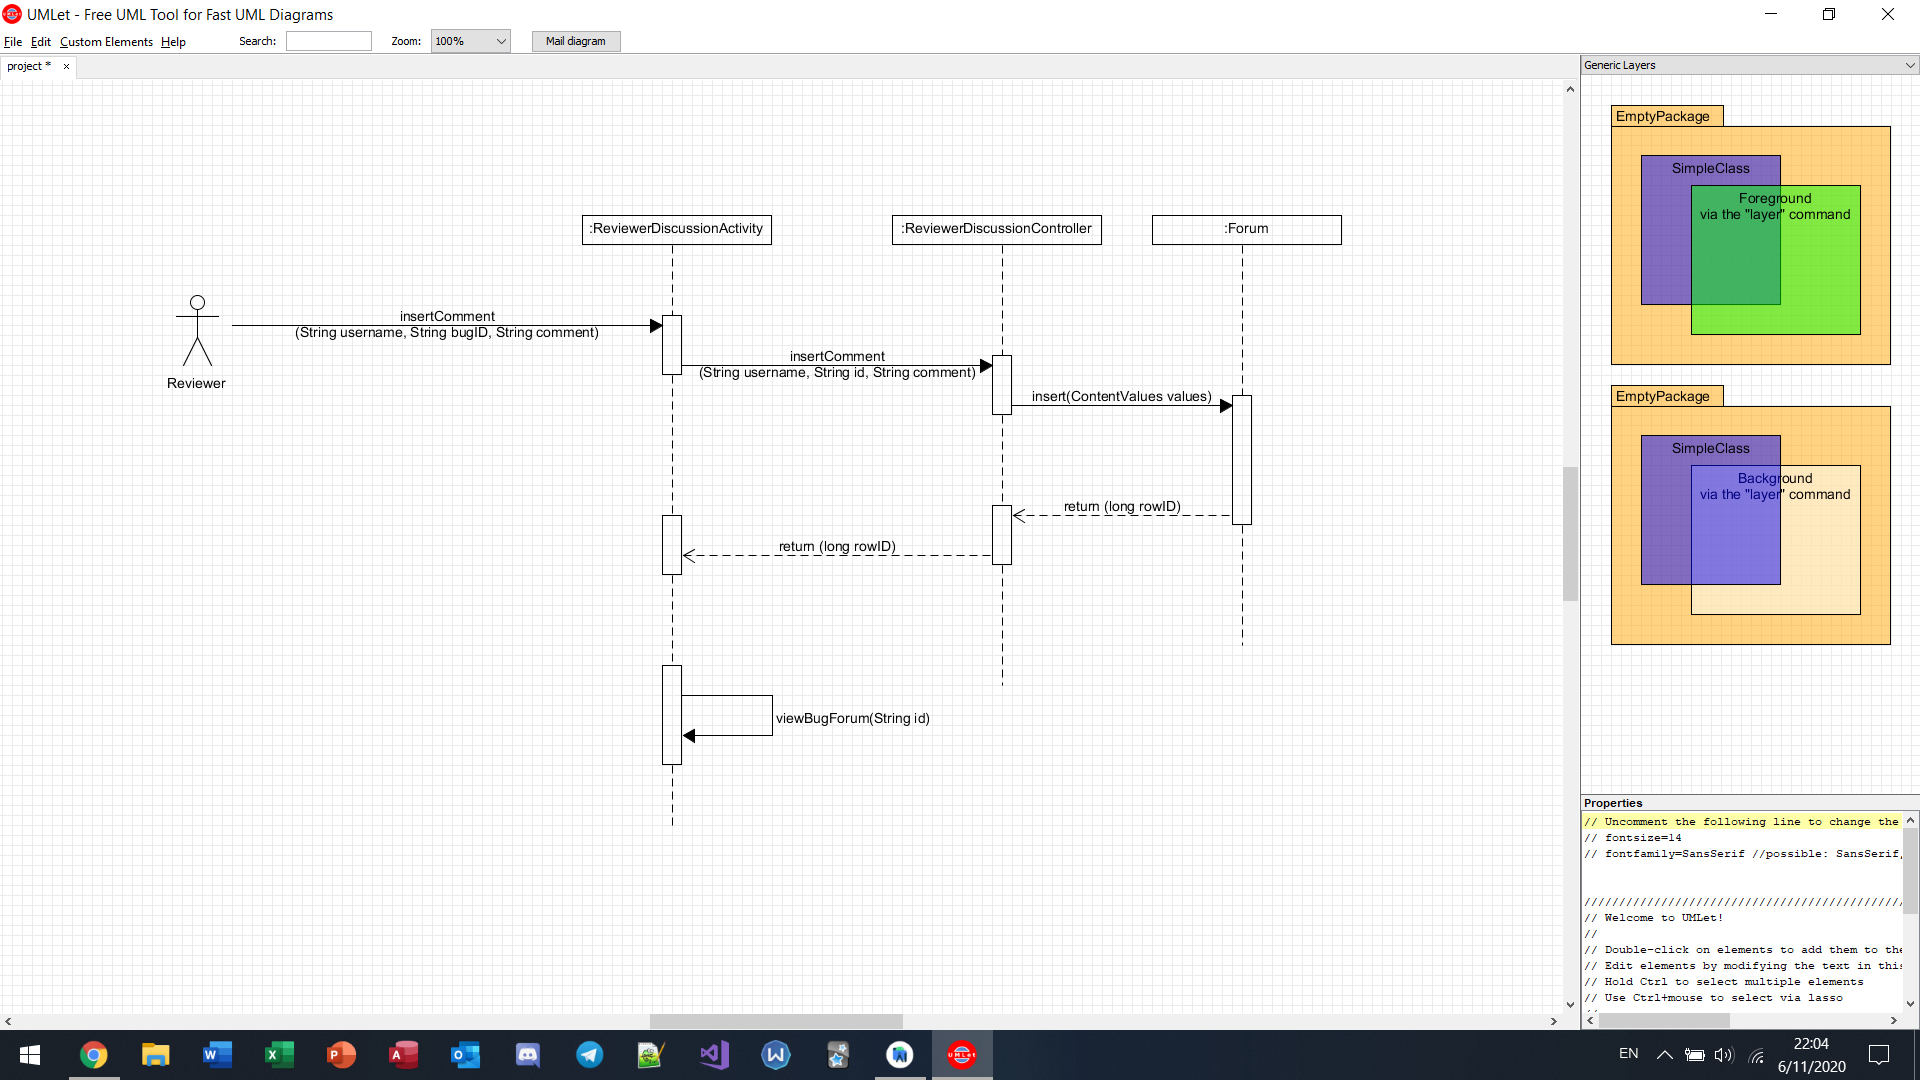 UMLet - Free UML Tool for Fast UML Diagrams
File Edit Custom Elements Help Search: Zoom: 100% Mail diagram
project *
Generic Layers
:ReviewerDiscussionActivity
:ReviewerDiscussionController
:Forum
Reviewer
insertComment
(String username, String bugID, String comment)
insertComment
(String username, String id, String comment)
insert(ContentValues values)
return (long rowID)
return (long rowID)
viewBugForum(String id)
EmptyPackage
SimpleClass
Foreground
via the "layer" command
EmptyPackage
SimpleClass
Background
via the "layer" command
Properties
// Uncomment the following line to change the
// fontsize=14
// fontfamily=SansSerif //possible: SansSerif,
//////////////////////////////////////////////
// Welcome to UMLet!
//
// Double-click on elements to add them to the
// Edit elements by modifying the text in this
// Hold Ctrl to select multiple elements
// Use Ctrl+mouse to select via lasso
EN
22:04
6/11/2020